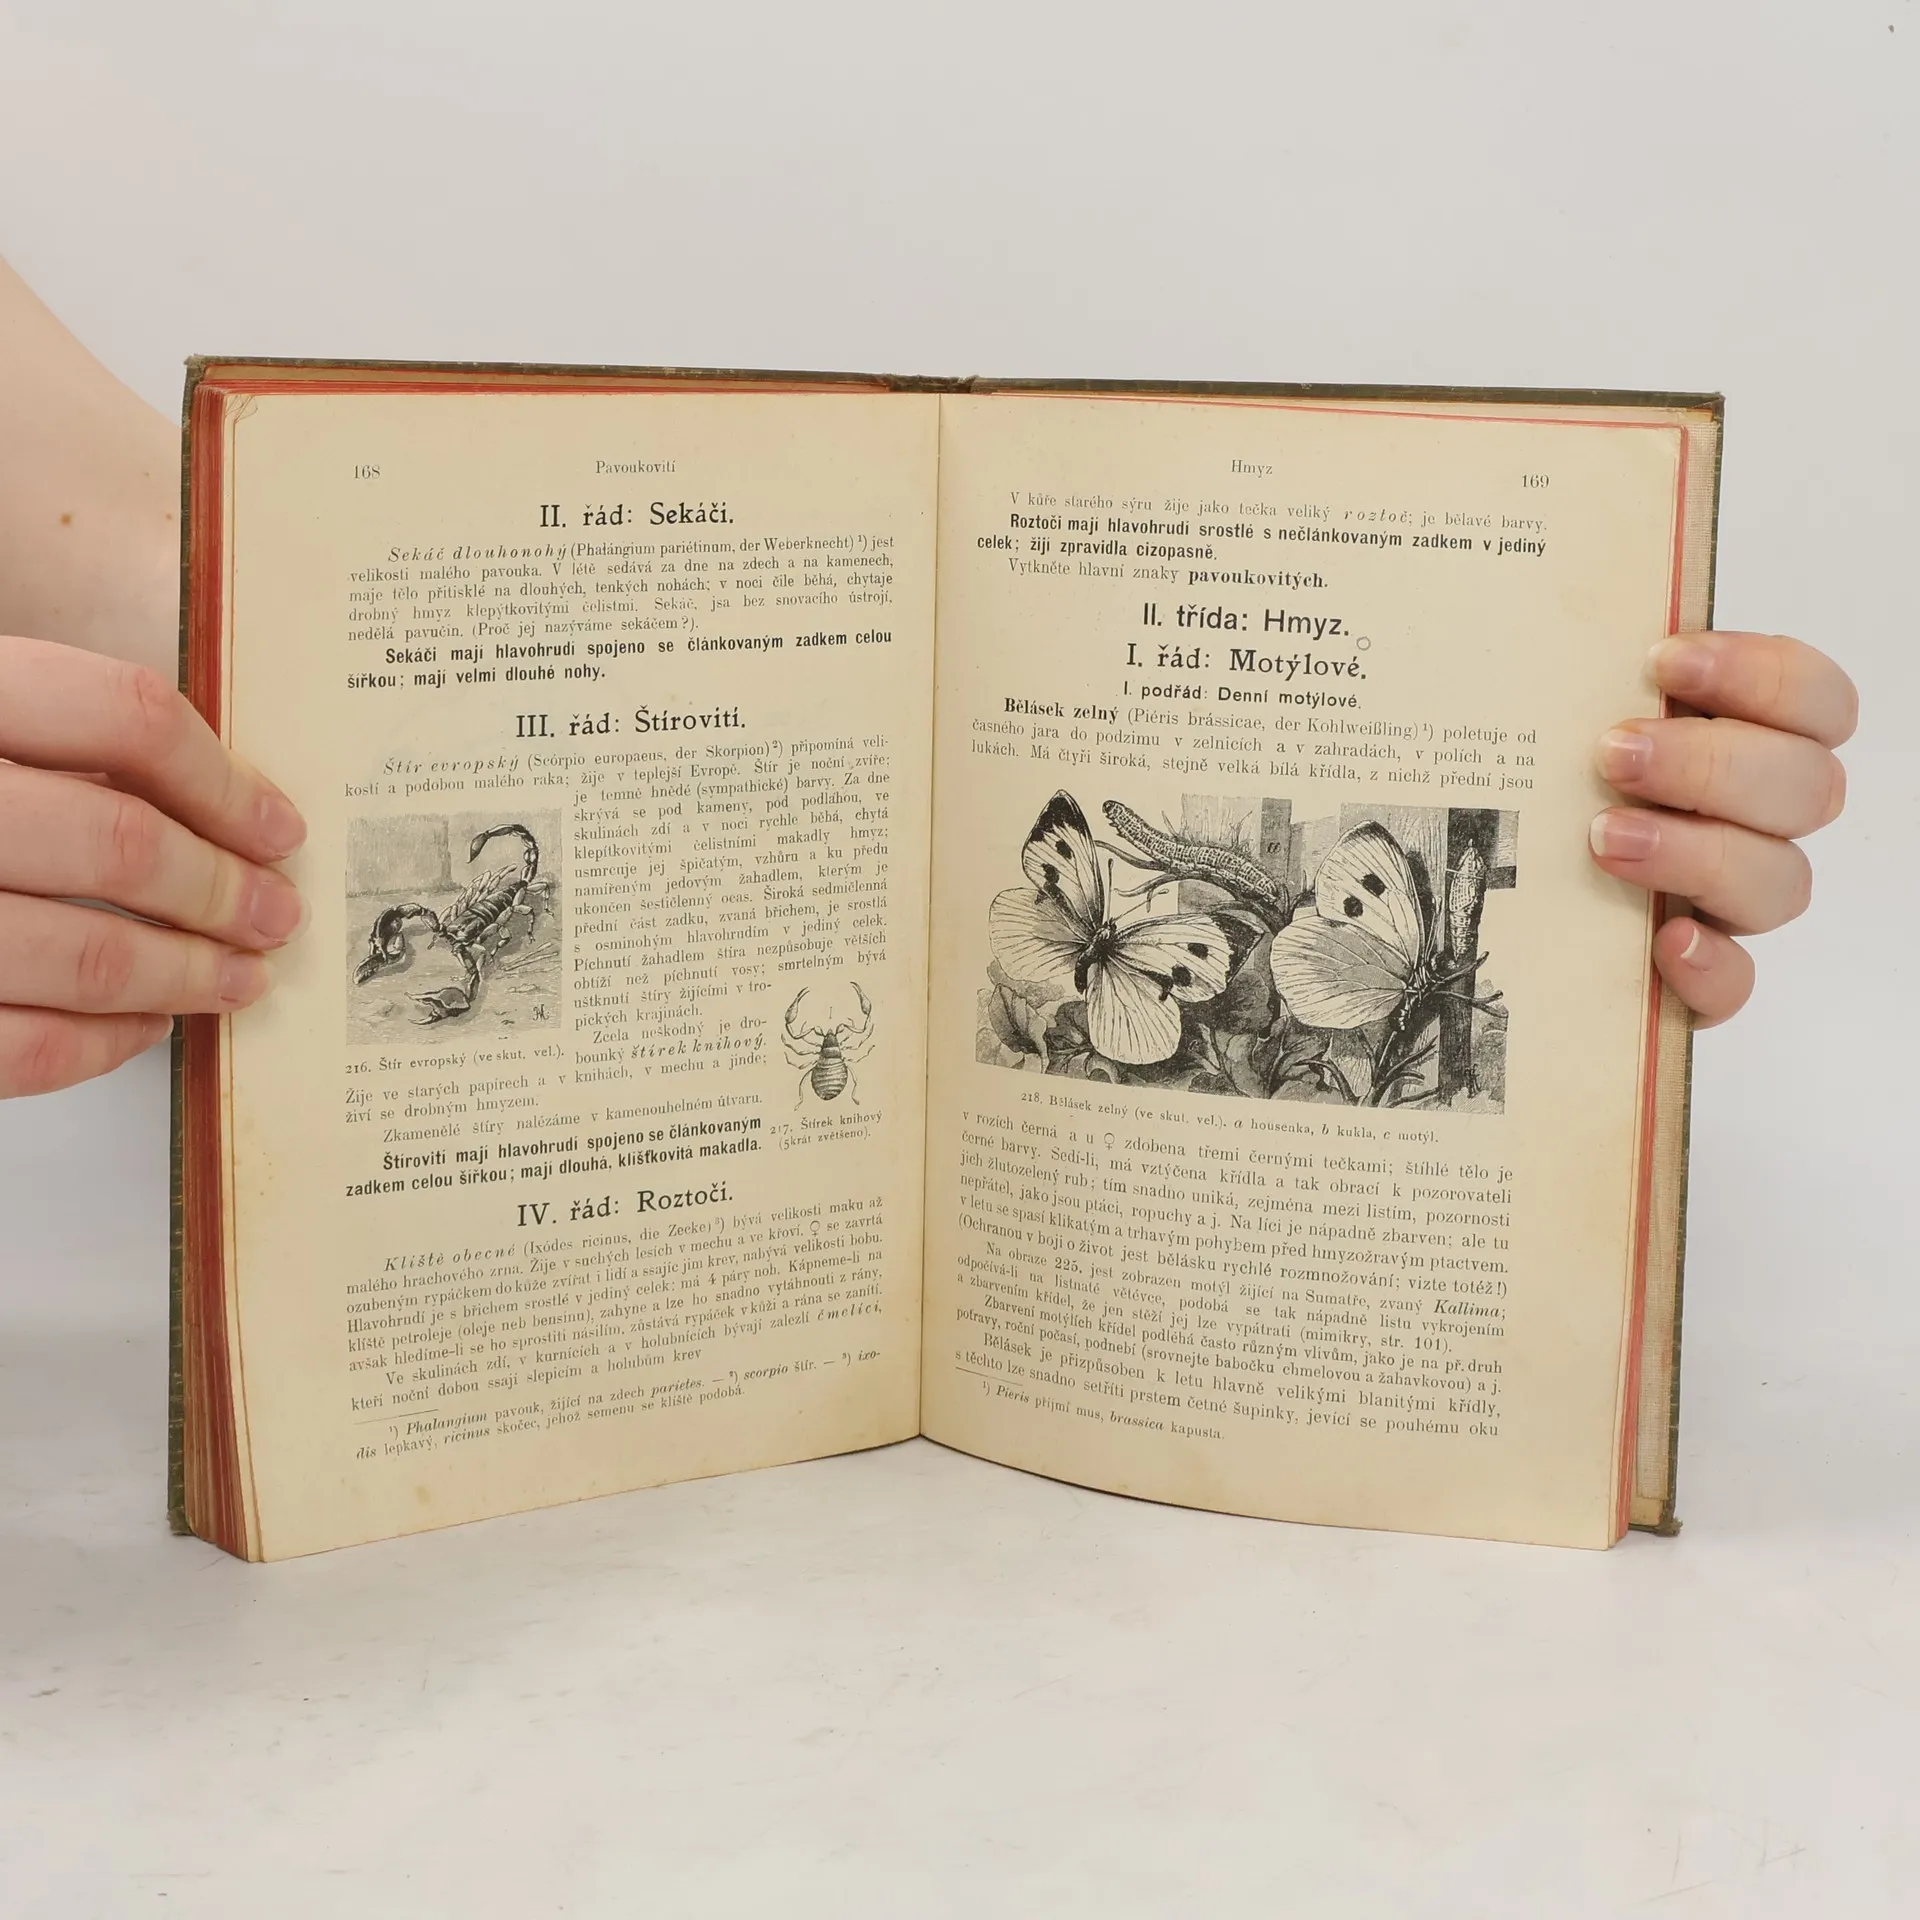 168
Pavoukovití
II. řád: Sekáči.
Sekáč dlouhonohý (Phalángium pariétinum, der Weberknecht) ¹) jest
velikosti malého pavouka. V létě sedává za dne na zdech a na kamenech,
maje tělo přitisklé na dlouhých, tenkých nohách; v noci čile běhá, chytaje
drobný hmyz klepýtkovitými čelistmi. Sekáč, jsa bez snovacího ústrojí,
nedělá pavučin. (Proč jej nazýváme sekáčem?).
Sekáči mají hlavohrudí spojeno se článkovaným zadkem celou
šířkou; mají velmi dlouhé nohy.
III. řád: Štírovití.
Štír evropský (Scórpio europaeus, der Skorpion) ²) připomíná veli-
kostí a podobou malého raka; žije v teplejší Evropě. Štír je noční zvíře;
je temně hnědé (sympathické) barvy. Za dne
skrývá se pod kameny, pod podlahou, ve
skulinách zdí a v noci rychle běhá, chytá
klepítkovitými čelistními makadly hmyz;
usmrcuje jej špičatým, vzhůru a ku předu
namířeným jedovým žahadlem, kterým je
ukončen šestičlenný ocas. Široká sedmičlenná
přední část zadku, zvaná břichem, je srostlá
s osminohým hlavohrudím v jediný celek.
Píchnutí žahadlem štíra nezpůsobuje větších
obtíží než píchnutí vosy; smrtelným bývá
uštknutí štíry žijícími v tro-
pických krajinách.
Zcela neškodný je dro-
bounký štírek knihový.
216. Štír evropský (ve skut. vel.).
Žije ve starých papírech a v knihách, v mechu a jinde;
živí se drobným hmyzem.
Zkamenělé štíry nalézáme v kamenouhelném útvaru.
Štírovití mají hlavohrudí spojeno se článkovaným
zadkem celou šířkou; mají dlouhá, klíšťkovitá makadla.
217. Štírek knihový
(5krát zvětšeno).
IV. řád: Roztoči.
Klíště obecné (Ixódes ricinus, die Zecke) ³) bývá velikosti maku až
malého hrachového zrna. Žije v suchých lesích v mechu a ve křoví. ♀ se zavrtá
ozubeným rypáčkem do kůže zvířat i lidí a ssajíc jim krev, nabývá velikosti bobu.
Hlavohrudí je s břichem srostlé v jediný celek; má 4 páry noh. Kápneme-li na
klíště petroleje (oleje neb bensinu), zahyne a lze ho snadno vytáhnouti z rány,
avšak hledíme-li se ho sprostiti násilím, zůstává rypáček v kůži a rána se zanítí.
Ve skulinách zdí, v kurnících a v holubnících bývají zalezlí čmelíci,
kteří noční dobou ssají slepicím a holubům krev
¹) Phalangium pavouk, žijící na zdech parietes. — ²) scorpio štír. — ³) ixo-
dis lepkavý, ricinus skočec, jehož semenu se klíště podobá.
Hmyz
169
V kůře starého sýru žije jako tečka veliký roztoč; je bělavé barvy.
Roztoči mají hlavohrudí srostlé s nečlánkovaným zadkem v jediný
celek; žijí zpravidla cizopasně.
Vytkněte hlavní znaky pavoukovitých.
II. třída: Hmyz.
I. řád: Motýlové.
I. podřád: Denní motýlové.
Bělásek zelný (Piéris brássicae, der Kohlweißling) ¹) poletuje od
časného jara do podzimu v zelnicích a v zahradách, v polích a na
lukách. Má čtyři široká, stejně velká bílá křídla, z nichž přední jsou
a
218. Bělásek zelný (ve skut. vel.). a housenka, b kukla, c motýl.
v rozích černá a u ♀ zdobena třemi černými tečkami; štíhlé tělo je
černé barvy. Sedí-li, má vztýčena křídla a tak obrací k pozorovateli
jich žlutozelený rub; tím snadno uniká, zejména mezi listím, pozornosti
nepřátel, jako jsou ptáci, ropuchy a j. Na líci je nápadně zbarven; ale tu
v letu se spasí klikatým a trhavým pohybem před hmyzožravým ptactvem.
(Ochranou v boji o život jest bělásku rychlé rozmnožování; vizte totéž!)
Na obraze 225. jest zobrazen motýl žijící na Sumatře, zvaný Kallima;
odpočívá-li na listnaté větévce, podobá se tak nápadně listu vykrojením
a zbarvením křídel, že jen stěží jej lze vypátrati (mimikry, str. 101).
Zbarvení motýlích křídel podléhá často různým vlivům, jako je na př. druh
potravy, roční počasí, podnebí (srovnejte babočku chmelovou a žahavkovou) a j.
Bělásek je přizpůsoben k letu hlavně velikými blanitými křídly,
s těchto lze snadno setříti prstem četné šupinky, jevící se pouhému oku
¹) Pieris příjmí mus, brassica kapusta.